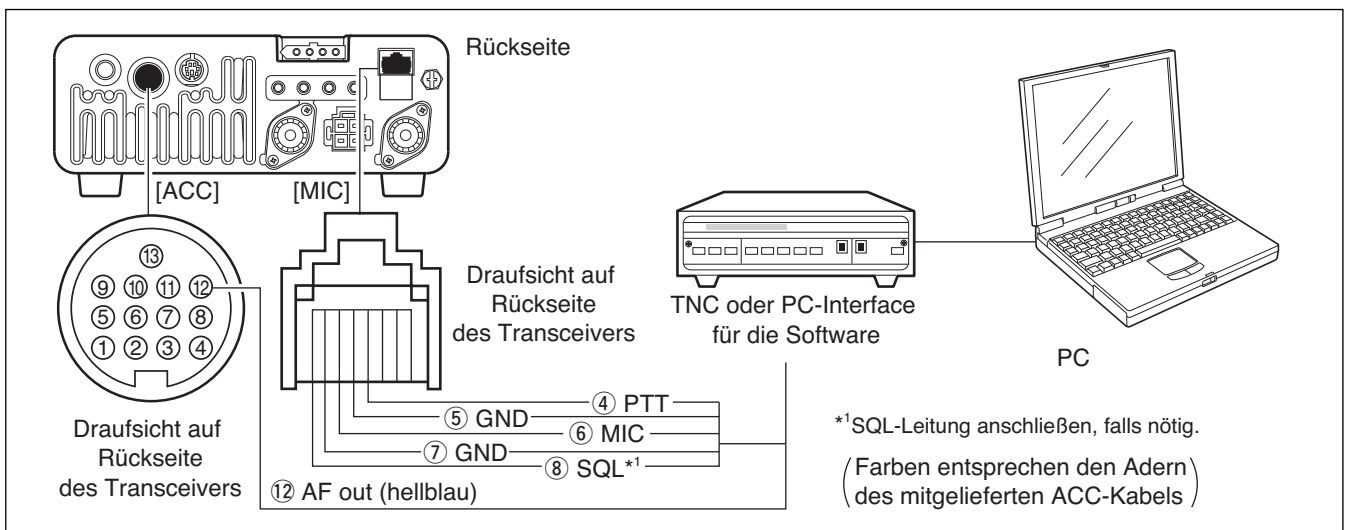 Rückseite
[ACC]
[MIC]
⑬
⑨ ⑩ ⑪ ⑫
⑤ ⑥ ⑦ ⑧
① ② ③ ④
Draufsicht auf
Rückseite
des Transceivers
Draufsicht auf
Rückseite
des Transceivers
TNC oder PC-Interface
für die Software
PC
④ PTT
⑤ GND
⑥ MIC
⑦ GND
⑧ SQL*¹
⑫ AF out (hellblau)
*¹SQL-Leitung anschließen, falls nötig.
(Farben entsprechen den Adern
des mitgelieferten ACC-Kabels)